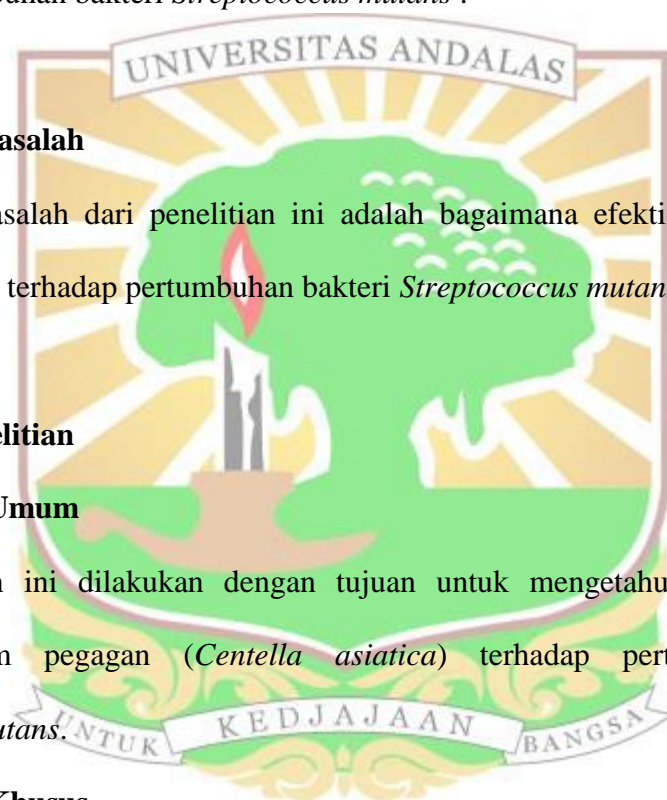 buhan bakteri Streptococcus mutans .
UNIVERSITAS ANDALAS
asalah
asalah dari penelitian ini adalah bagaimana efekti
terhadap pertumbuhan bakteri Streptococcus mutan
elitian
Umum
n ini dilakukan dengan tujuan untuk mengetahu
m pegagan (Centella asiatica) terhadap pert
utans.
UNTUK KEDJAJAAN BANGSA
Khusus